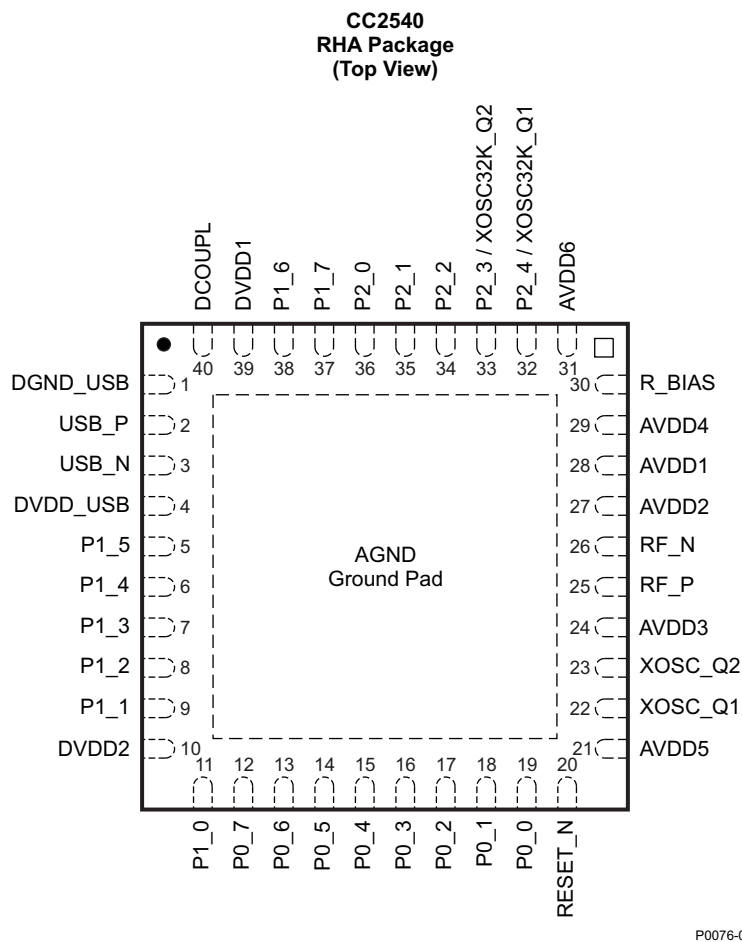 CC2540
RHA Package
(Top View)
DCOUPL
DVDD1
P1_6
P1_7
P2_0
P2_1
P2_2
P2_3 / XOSC32K_Q2
P2_4 / XOSC32K_Q1
AVDD6
40 39 38 37 36 35 34 33 32 31
DGND_USB 1
USB_P 2
USB_N 3
DVDD_USB 4
P1_5 5
P1_4 6
P1_3 7
P1_2 8
P1_1 9
DVDD2 10
AGND
Ground Pad
30 R_BIAS
29 AVDD4
28 AVDD1
27 AVDD2
26 RF_N
25 RF_P
24 AVDD3
23 XOSC_Q2
22 XOSC_Q1
21 AVDD5
11 12 13 14 15 16 17 18 19 20
P1_0
P0_7
P0_6
P0_5
P0_4
P0_3
P0_2
P0_1
P0_0
RESET_N